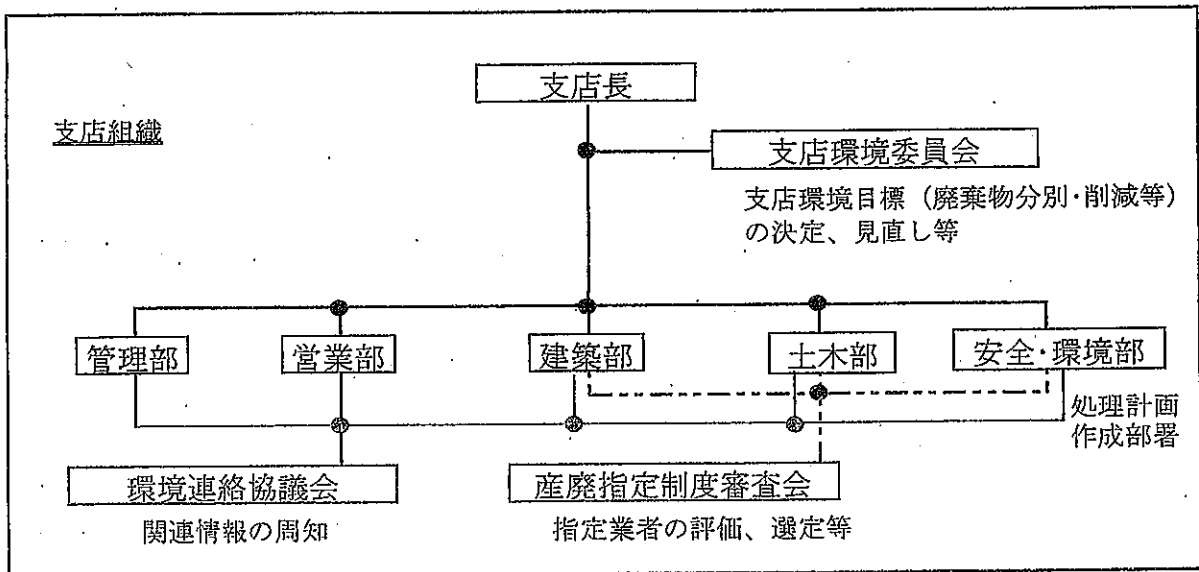 支店長
支店組織
支店環境委員会
支店環境目標（廃棄物分別・削減等）
の決定、見直し等
管理部
営業部
建築部
土木部
安全・環境部
処理計画
作成部署
環境連絡協議会
産廃指定制度審査会
関連情報の周知
指定業者の評価、選定等